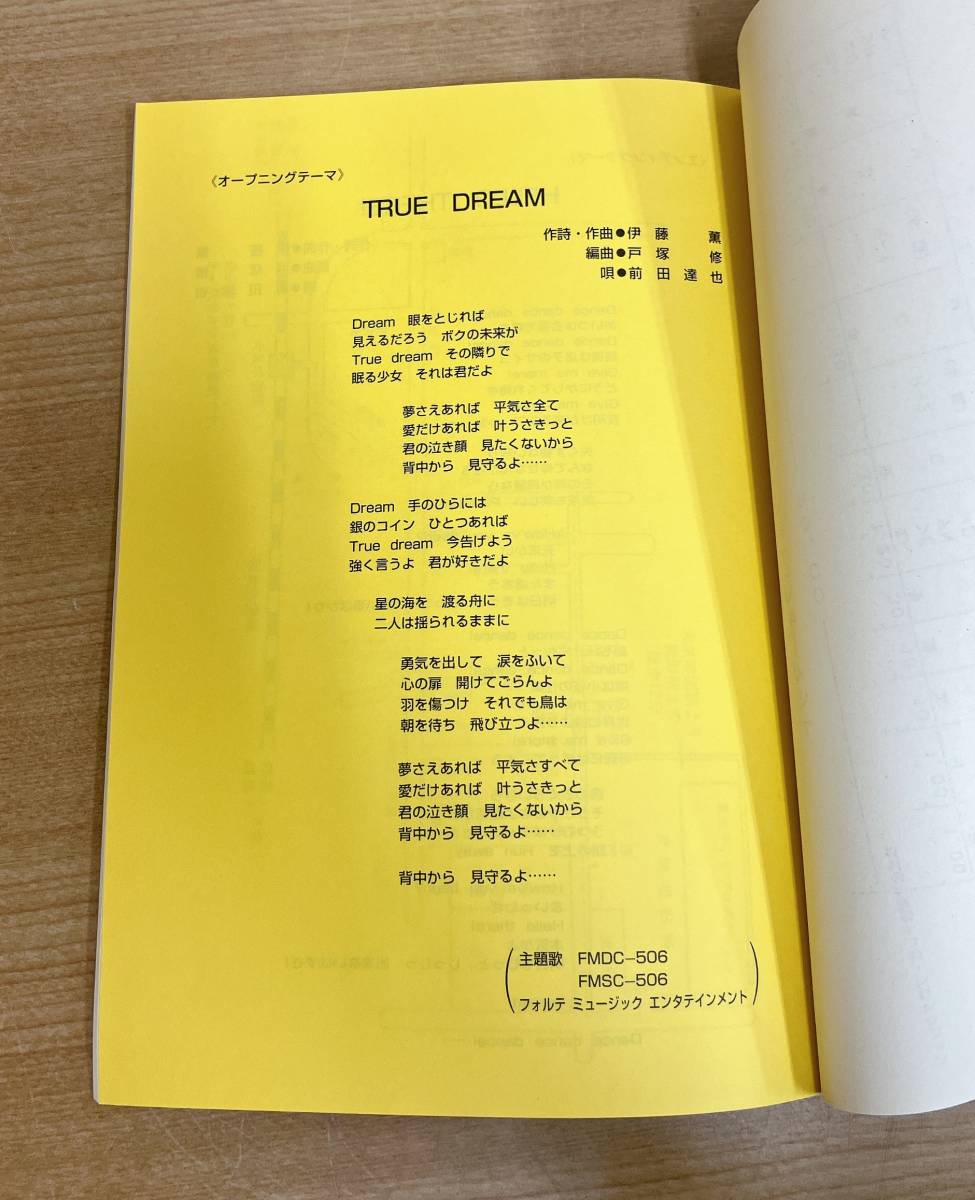 《オープニングテーマ》
TRUE DREAM
作詩・作曲●伊藤 薫
編曲●戸塚 修
唄●前田達也
Dream 眼をとじれば
見えるだろう ボクの未来が
True dream その隣りで
眠る少女 それは君だよ
夢さえあれば 平気さ全て
愛だけあれば 叶うさきっと
君の泣き顔 見たくないから
背中から 見守るよ……
Dream 手のひらには
銀のコイン ひとつあれば
True dream 今告げよう
強く言うよ 君が好きだよ
星の海を 渡る舟に
二人は揺られるままに
勇気を出して 涙をふいて
心の扉 開けてごらんよ
羽を傷つけ それでも鳥は
朝を待ち 飛び立つよ……
夢さえあれば 平気さすべて
愛だけあれば 叶うさきっと
君の泣き顔 見たくないから
背中から 見守るよ……
背中から 見守るよ……
主題歌 FMDC−506
FMSC−506
フォルテ ミュージック エンタテインメント